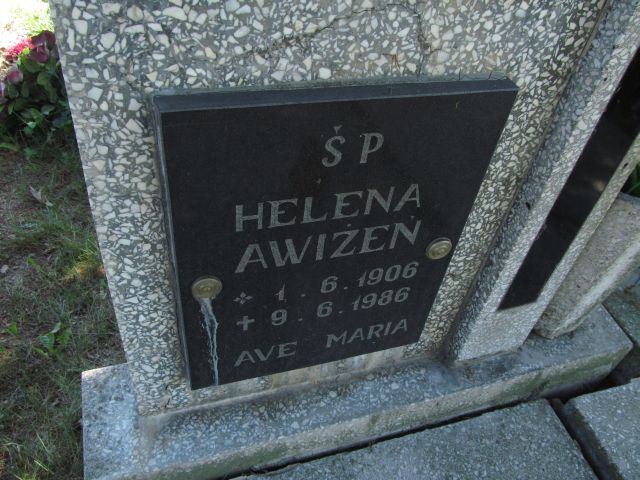 ŚP
HELENA
AWIŻEŃ
✣ 1. 6. 1906
✝ 9. 6. 1986
AVE MARIA